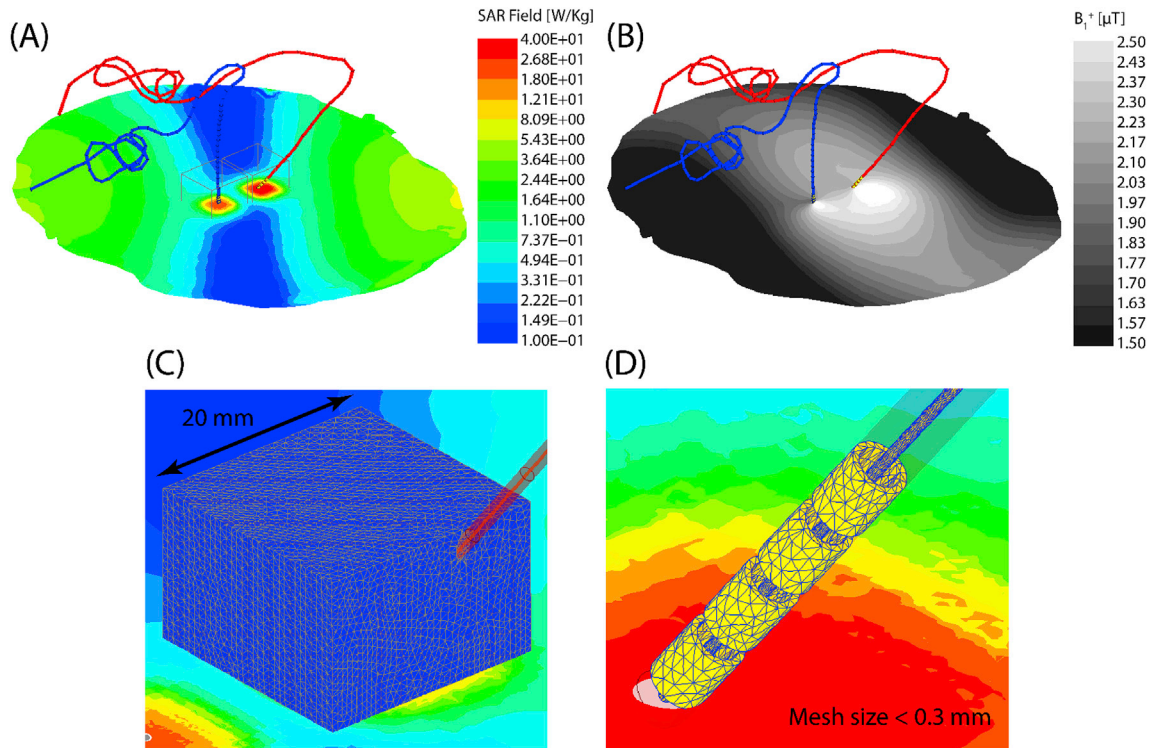 (A)
SAR Field [W/Kg]
4.00E+01
2.68E+01
1.80E+01
1.21E+01
8.09E+00
5.43E+00
3.64E+00
2.44E+00
1.64E+00
1.10E+00
7.37E−01
4.94E−01
3.31E−01
2.22E−01
1.49E−01
1.00E−01
(B)
B₁⁺ [µT]
2.50
2.43
2.37
2.30
2.23
2.17
2.10
2.03
1.97
1.90
1.83
1.77
1.70
1.63
1.57
1.50
(C)
20 mm
(D)
Mesh size < 0.3 mm